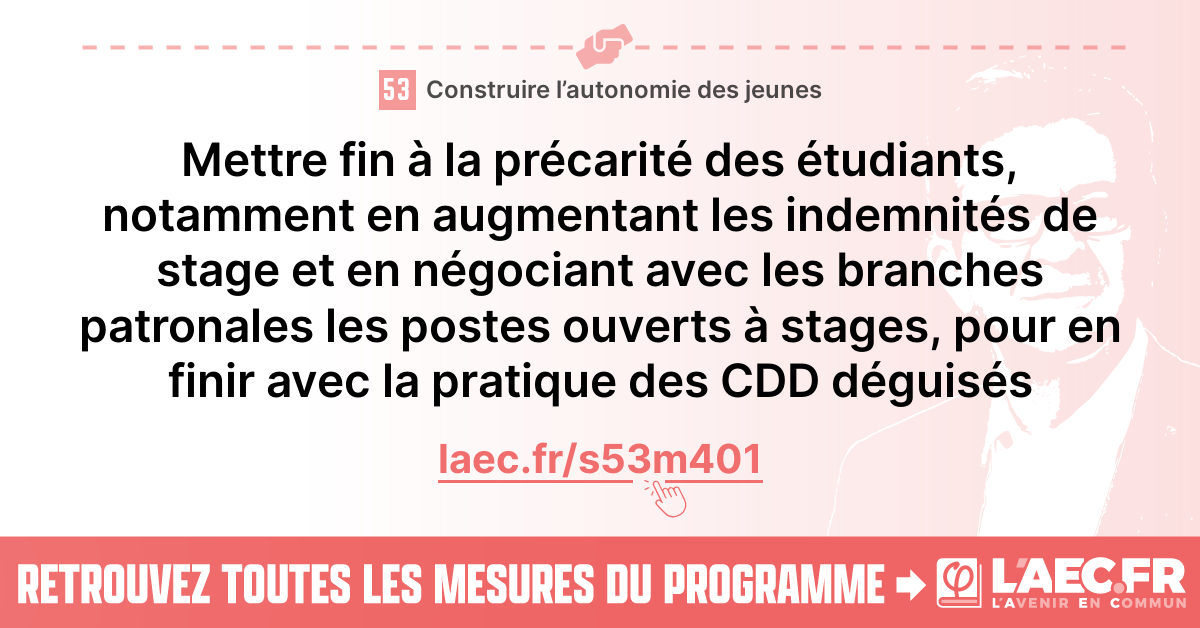 53 Construire l’autonomie des jeunes
Mettre fin à la précarité des étudiants,
notamment en augmentant les indemnités de
stage et en négociant avec les branches
patronales les postes ouverts à stages, pour en
finir avec la pratique des CDD déguisés
laec.fr/s53m401
RETROUVEZ TOUTES LES MESURES DU PROGRAMME
φ L'AEC.FR
L'AVENIR EN COMMUN